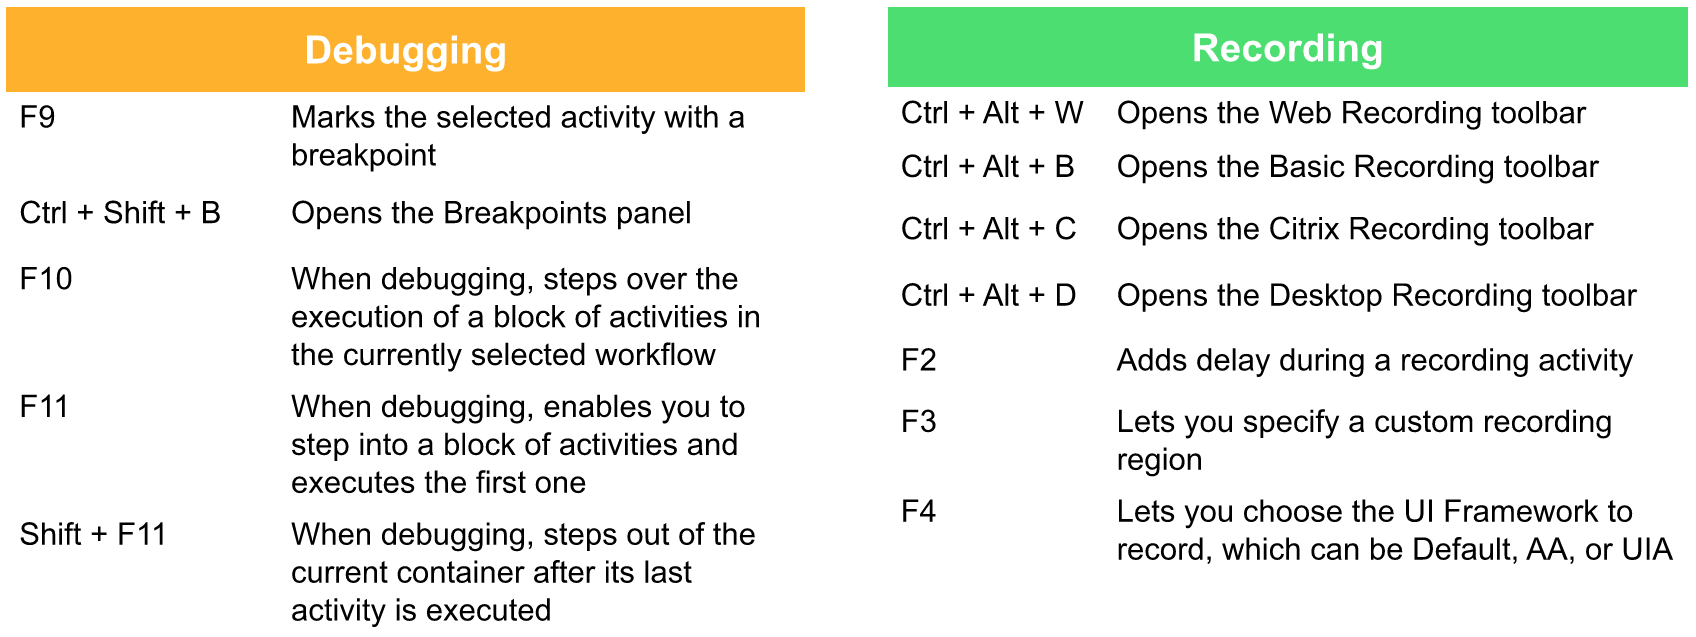 Debugging
F9 Marks the selected activity with a
breakpoint
Ctrl + Shift + B Opens the Breakpoints panel
F10 When debugging, steps over the
execution of a block of activities in
the currently selected workflow
F11 When debugging, enables you to
step into a block of activities and
executes the first one
Shift + F11 When debugging, steps out of the
current container after its last
activity is executed
Recording
Ctrl + Alt + W Opens the Web Recording toolbar
Ctrl + Alt + B Opens the Basic Recording toolbar
Ctrl + Alt + C Opens the Citrix Recording toolbar
Ctrl + Alt + D Opens the Desktop Recording toolbar
F2 Adds delay during a recording activity
F3 Lets you specify a custom recording
region
F4 Lets you choose the UI Framework to
record, which can be Default, AA, or UIA